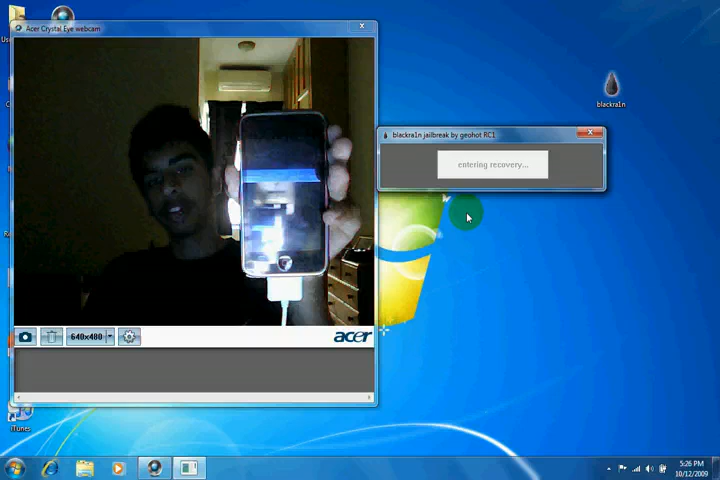 Acer Crystal Eye webcam
blackra1n
blackra1n jailbreak by geohot RC1
entering recovery...
640x480
acer
iTunes
5:26 PM
10/12/2009